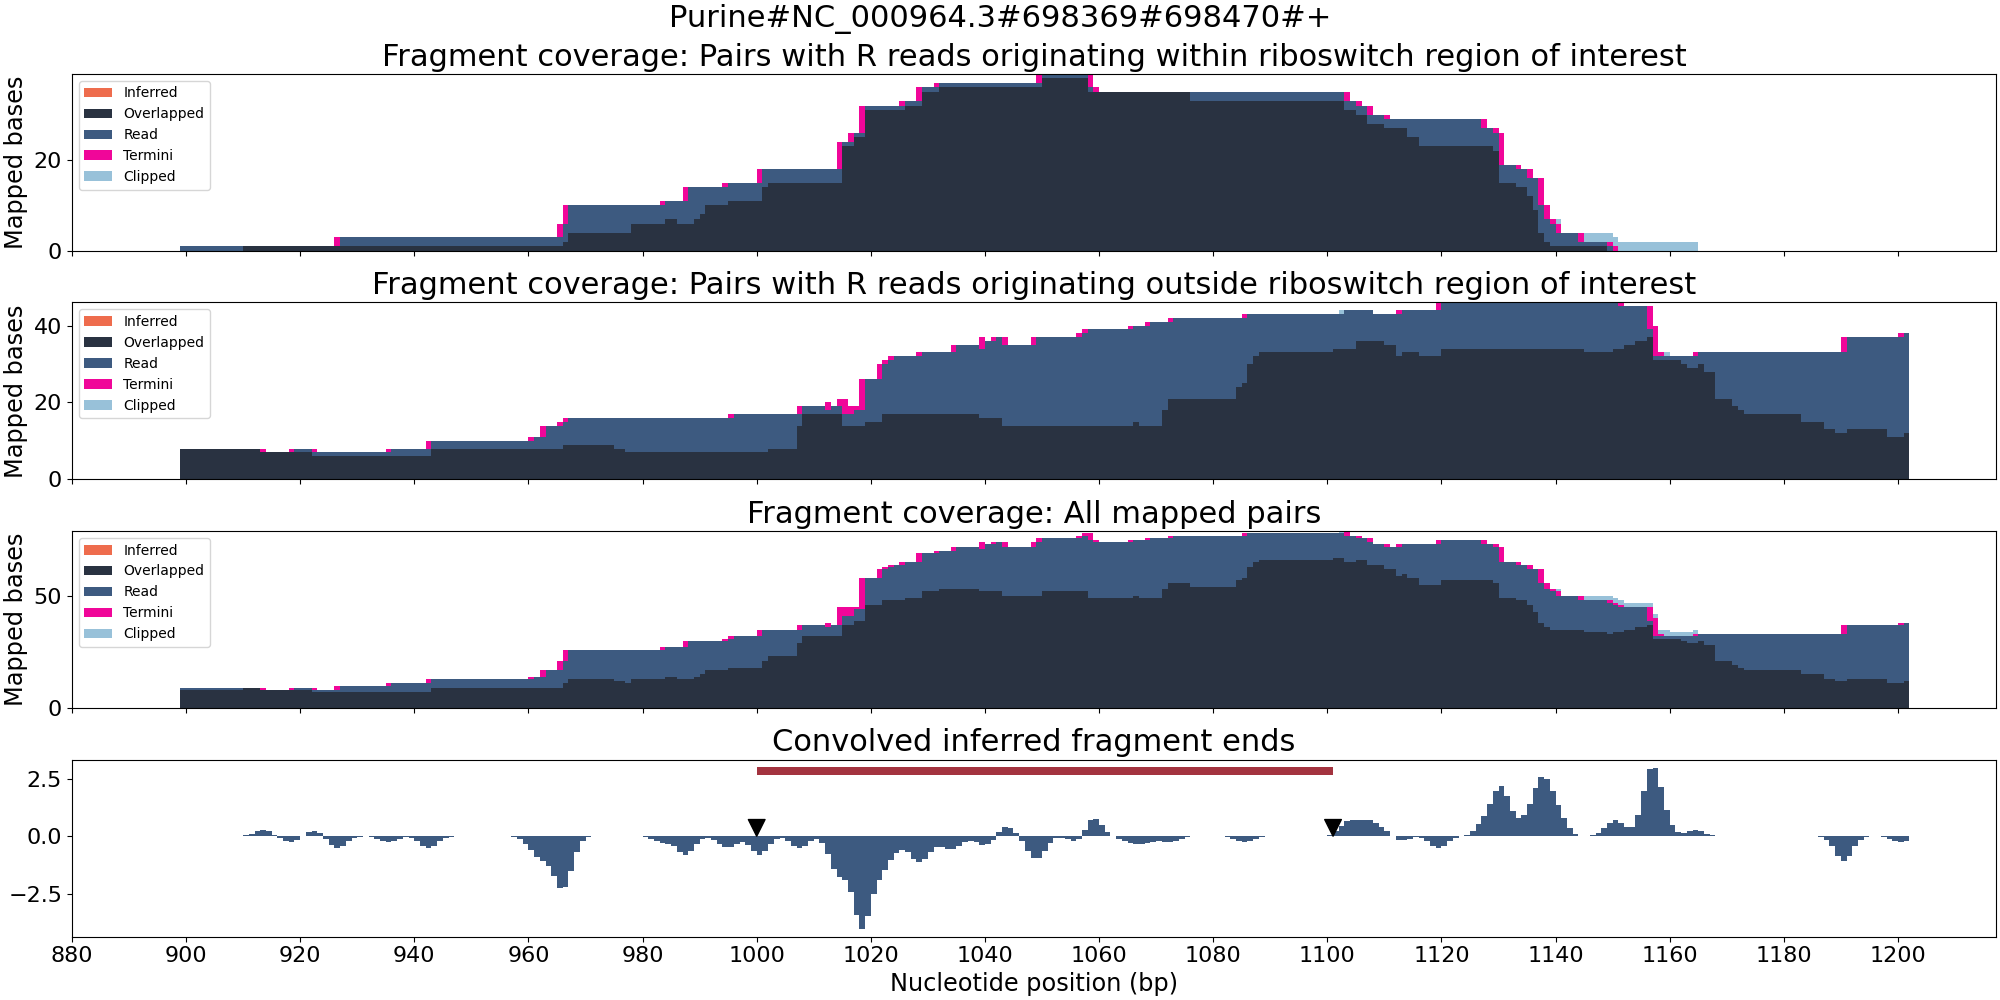 Purine#NC_000964.3#698369#698470#+
Fragment coverage: Pairs with R reads originating within riboswitch region of interest
Mapped bases
20
0
Inferred
Overlapped
Read
Termini
Clipped
Fragment coverage: Pairs with R reads originating outside riboswitch region of interest
Mapped bases
40
20
0
Inferred
Overlapped
Read
Termini
Clipped
Fragment coverage: All mapped pairs
Mapped bases
50
0
Inferred
Overlapped
Read
Termini
Clipped
Convolved inferred fragment ends
2.5
0.0
−2.5
880 900 920 940 960 980 1000 1020 1040 1060 1080 1100 1120 1140 1160 1180 1200
Nucleotide position (bp)